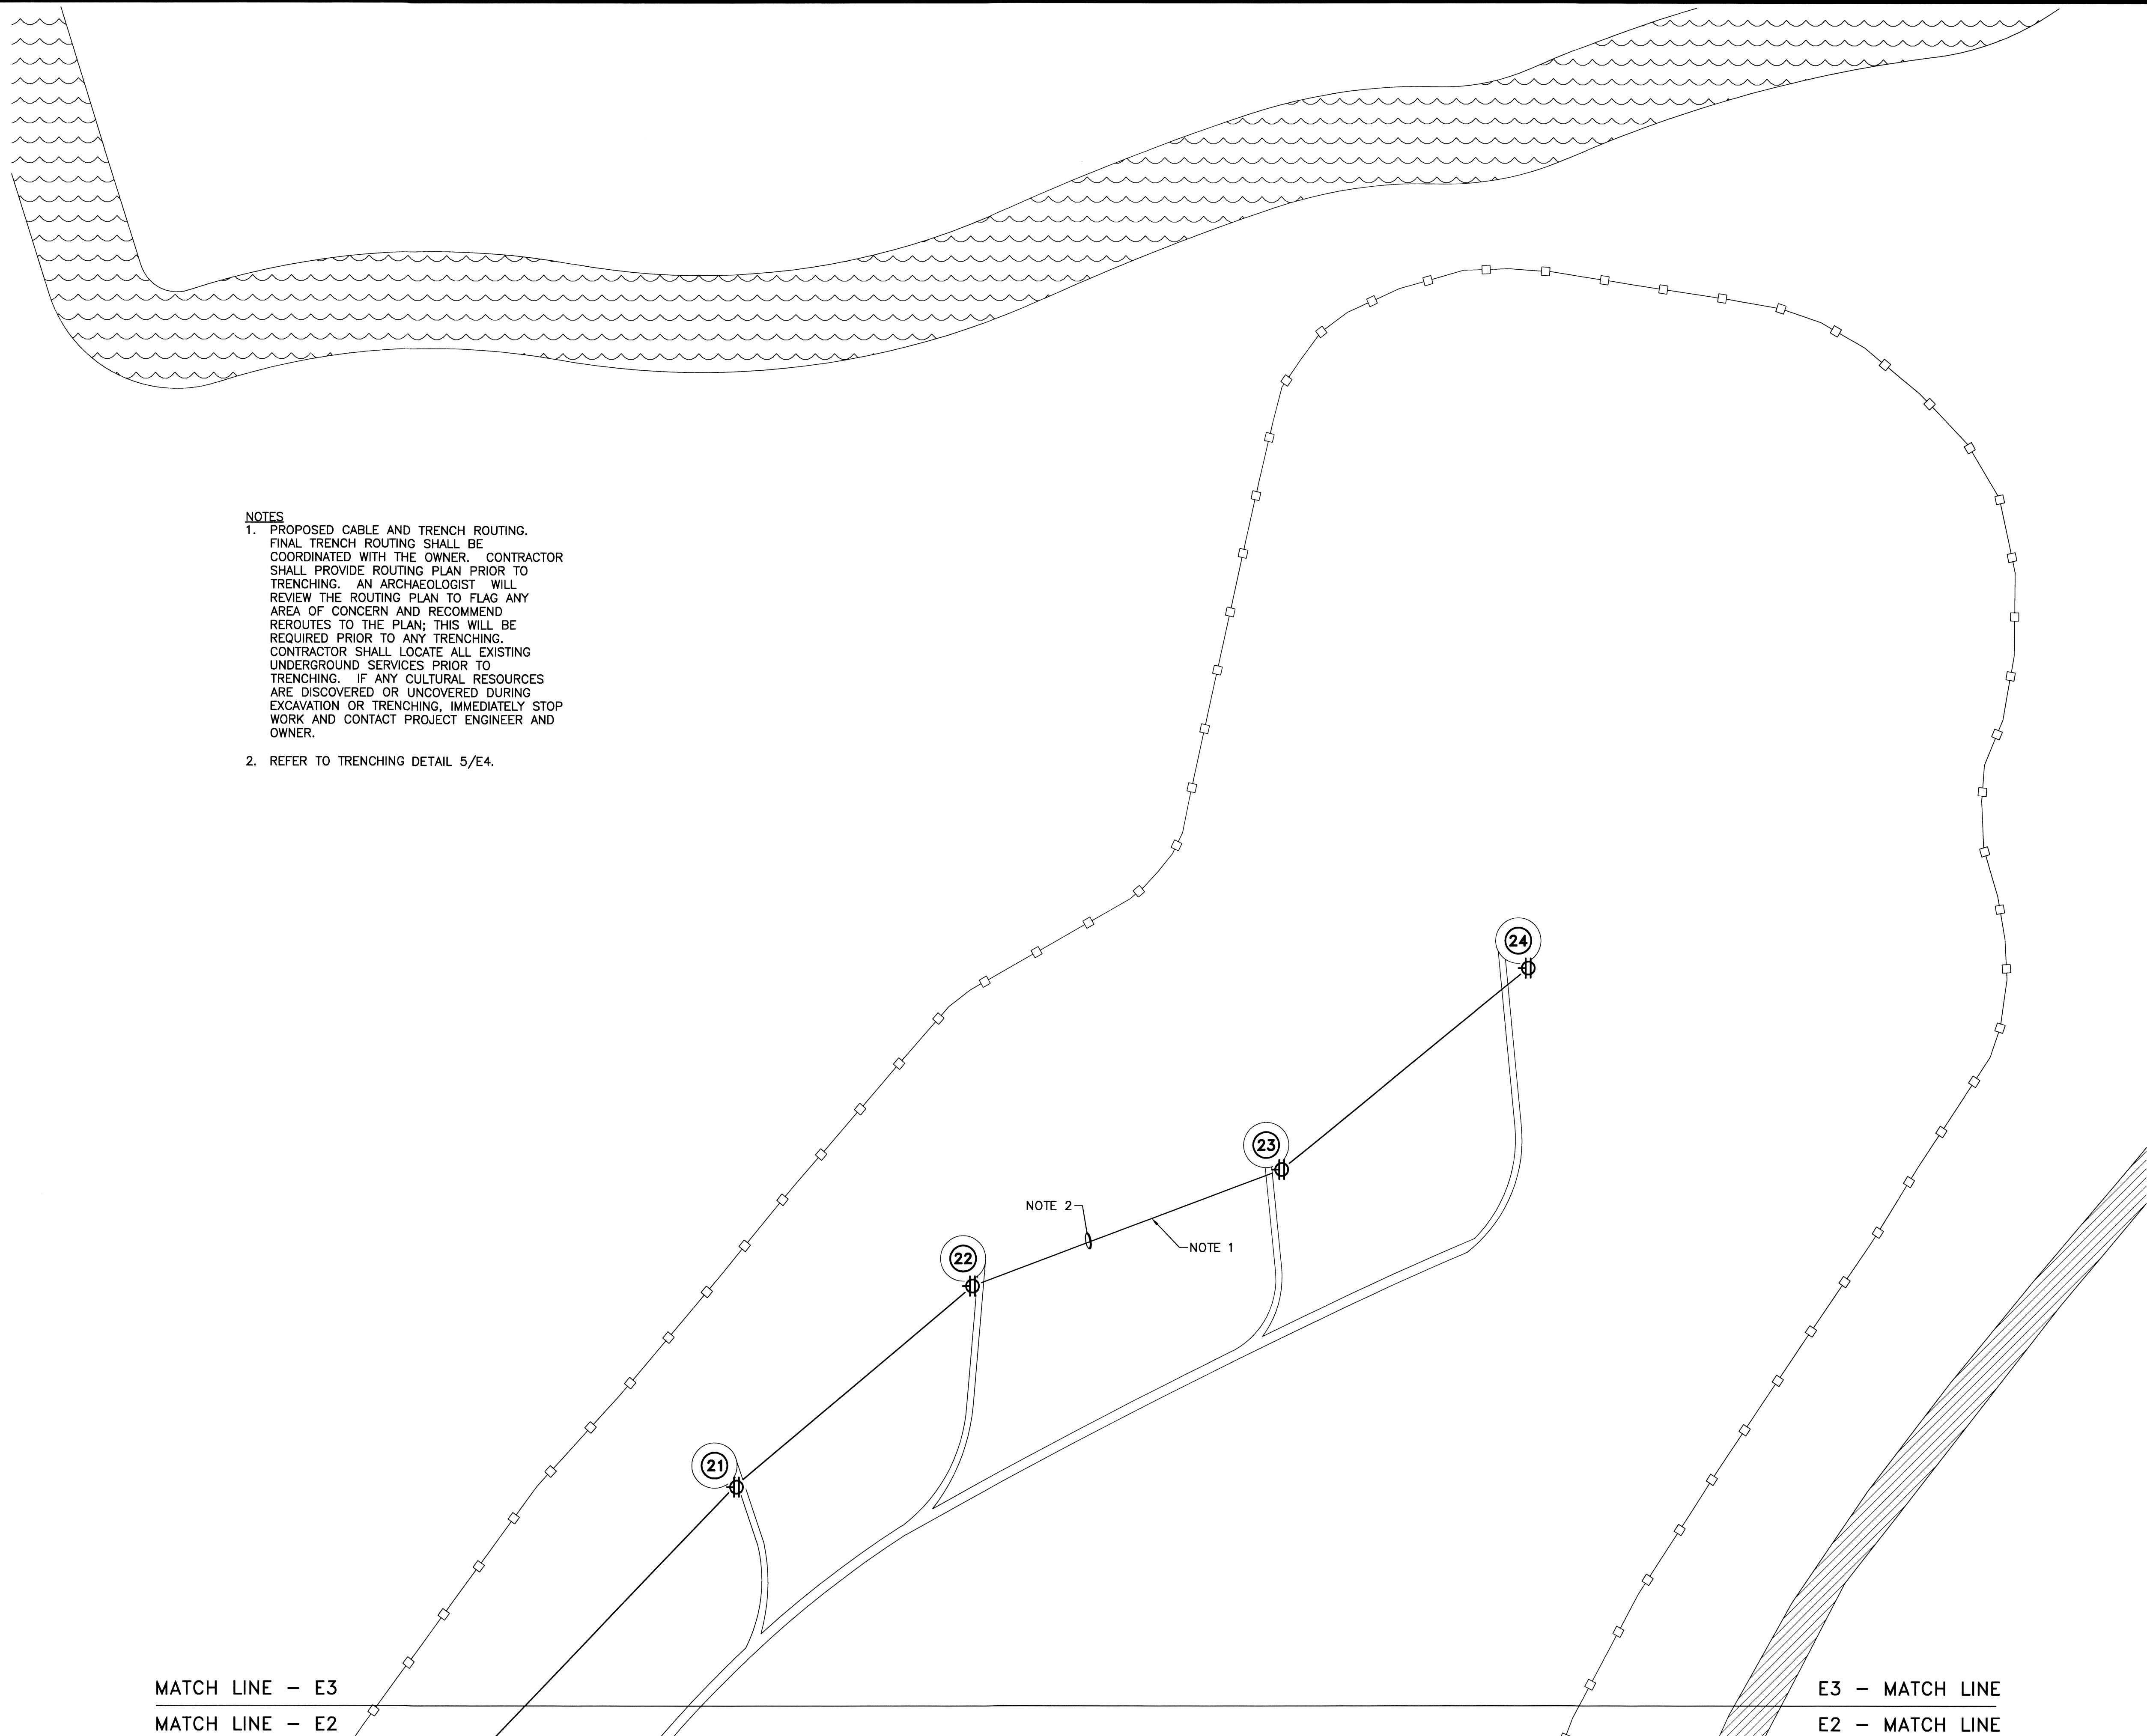 NOTES
1. PROPOSED CABLE AND TRENCH ROUTING.
FINAL TRENCH ROUTING SHALL BE
COORDINATED WITH THE OWNER. CONTRACTOR
SHALL PROVIDE ROUTING PLAN PRIOR TO
TRENCHING. AN ARCHAEOLOGIST WILL
REVIEW THE ROUTING PLAN TO FLAG ANY
AREA OF CONCERN AND RECOMMEND
REROUTES TO THE PLAN; THIS WILL BE
REQUIRED PRIOR TO ANY TRENCHING.
CONTRACTOR SHALL LOCATE ALL EXISTING
UNDERGROUND SERVICES PRIOR TO
TRENCHING. IF ANY CULTURAL RESOURCES
ARE DISCOVERED OR UNCOVERED DURING
EXCAVATION OR TRENCHING, IMMEDIATELY STOP
WORK AND CONTACT PROJECT ENGINEER AND
OWNER.
2. REFER TO TRENCHING DETAIL 5/E4.
24
23
NOTE 2
NOTE 1
22
21
MATCH LINE – E3
E3 – MATCH LINE
MATCH LINE – E2
E2 – MATCH LINE